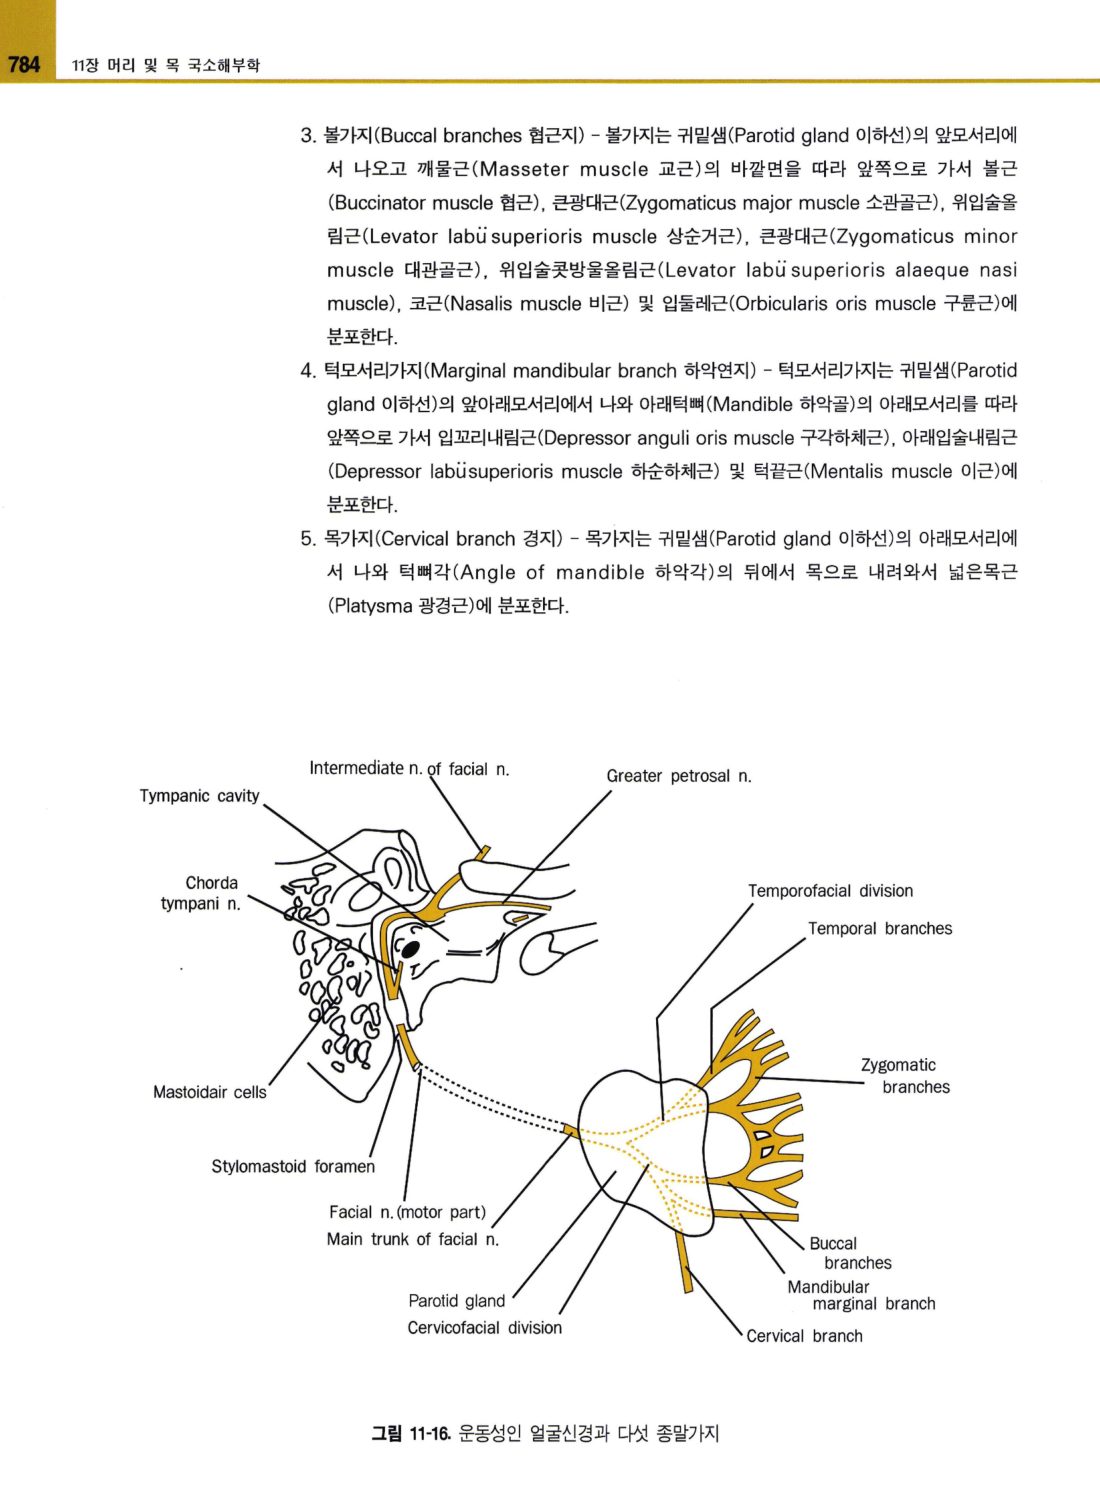 784 11장 머리 및 목 국소해부학
3. 볼가지(Buccal branches 협근지) – 볼가지는 귀밑샘(Parotid gland 이하선)의 앞모서리에
서 나오고 깨물근(Masseter muscle 교근)의 바깥면을 따라 앞쪽으로 가서 볼근
(Buccinator muscle 협근), 큰광대근(Zygomaticus major muscle 소관골근), 위입술올
림근(Levator labü superioris muscle 상순거근), 큰광대근(Zygomaticus minor
muscle 대관골근), 위입술콧방울올림근(Levator labü superioris alaeque nasi
muscle), 코근(Nasalis muscle 비근) 및 입둘레근(Orbicularis oris muscle 구륜근)에
분포한다.
4. 턱모서리가지(Marginal mandibular branch 하악연지) – 턱모서리가지는 귀밑샘(Parotid
gland 이하선)의 앞아래모서리에서 나와 아래턱뼈(Mandible 하악골)의 아래모서리를 따라
앞쪽으로 가서 입꼬리내림근(Depressor anguli oris muscle 구각하체근), 아래입술내림근
(Depressor labüsuperioris muscle 하순하체근) 및 턱끝근(Mentalis muscle 이근)에
분포한다.
5. 목가지(Cervical branch 경지) – 목가지는 귀밑샘(Parotid gland 이하선)의 아래모서리에
서 나와 턱뼈각(Angle of mandible 하악각)의 뒤에서 목으로 내려와서 넓은목근
(Platysma 광경근)에 분포한다.
Intermediate n. of facial n.
Greater petrosal n.
Tympanic cavity
Chorda
tympani n.
Temporofacial division
Temporal branches
Zygomatic
branches
Mastoidair cells
Stylomastoid foramen
Facial n. (motor part)
Main trunk of facial n.
Buccal
branches
Mandibular
marginal branch
Parotid gland
Cervicofacial division
Cervical branch
그림 11-16. 운동성인 얼굴신경과 다섯 종말가지